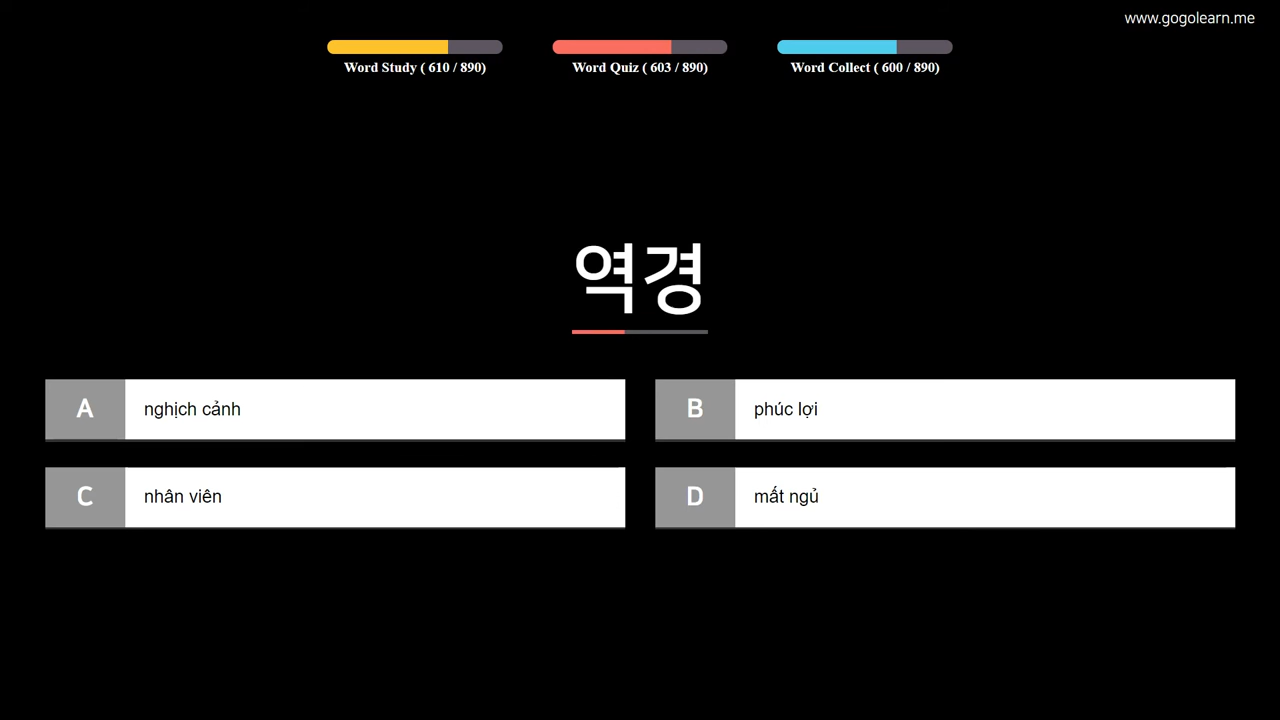 www.gogolearn.me
Word Study ( 610 / 890)
Word Quiz ( 603 / 890)
Word Collect ( 600 / 890)
역경
A nghịch cảnh
B phúc lợi
C nhân viên
D mất ngủ